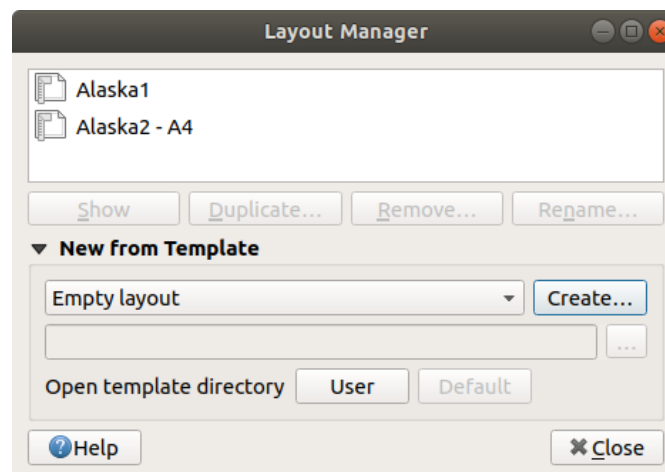 Layout Manager
Alaska1
Alaska2 - A4
Show Duplicate... Remove... Rename...
New from Template
Empty layout Create...
...
Open template directory User Default
Help Close